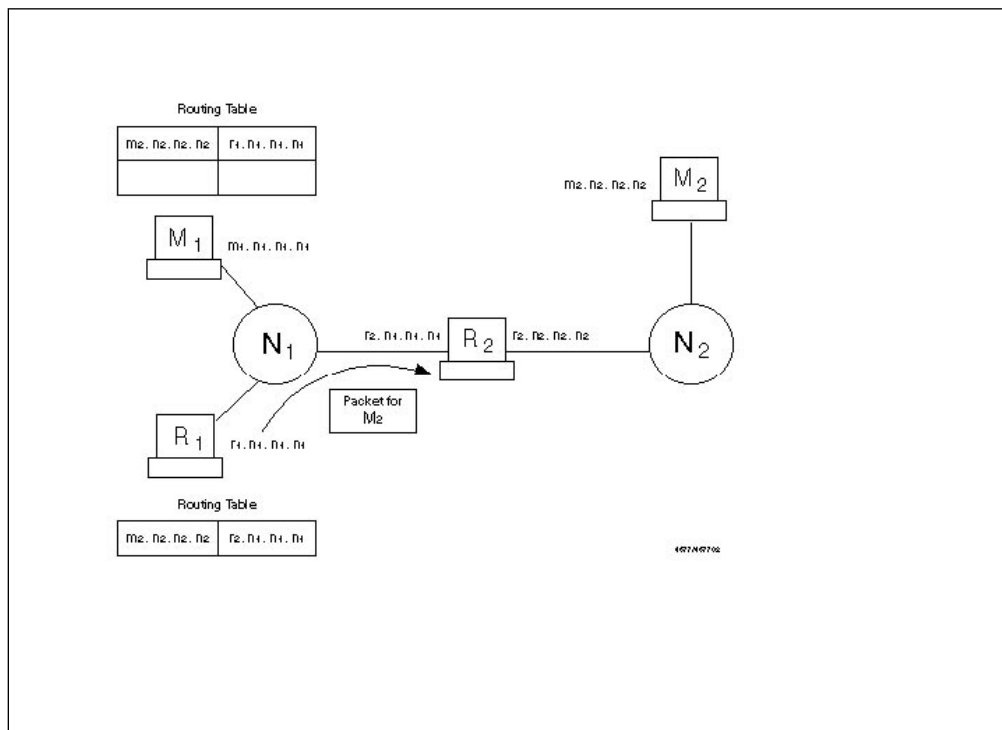 Routing Table
m₂. n₂. n₂. n₂ r₁. n₁. n₁. n₁
M₂
m₂. n₂. n₂. n₂
M₁
m₁. n₁. n₁. n₁
N₁
r₂. n₁. n₁. n₁
R₂
r₂. n₂. n₂. n₂
N₂
Packet for
M₂
R₁
r₁. n₁. n₁. n₁
Routing Table
m₂. n₂. n₂. n₂ r₂. n₁. n₁. n₁